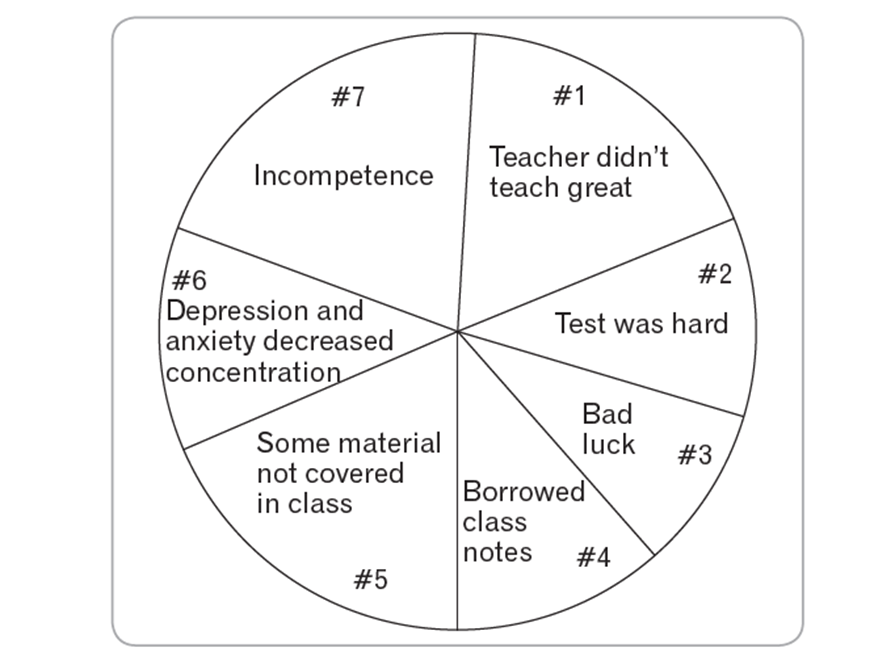 #1
Teacher didn't
teach great
#2
Test was hard
Bad
luck
#3
Borrowed
class
notes
#4
Some material
not covered
in class
#5
#6
Depression and
anxiety decreased
concentration
#7
Incompetence